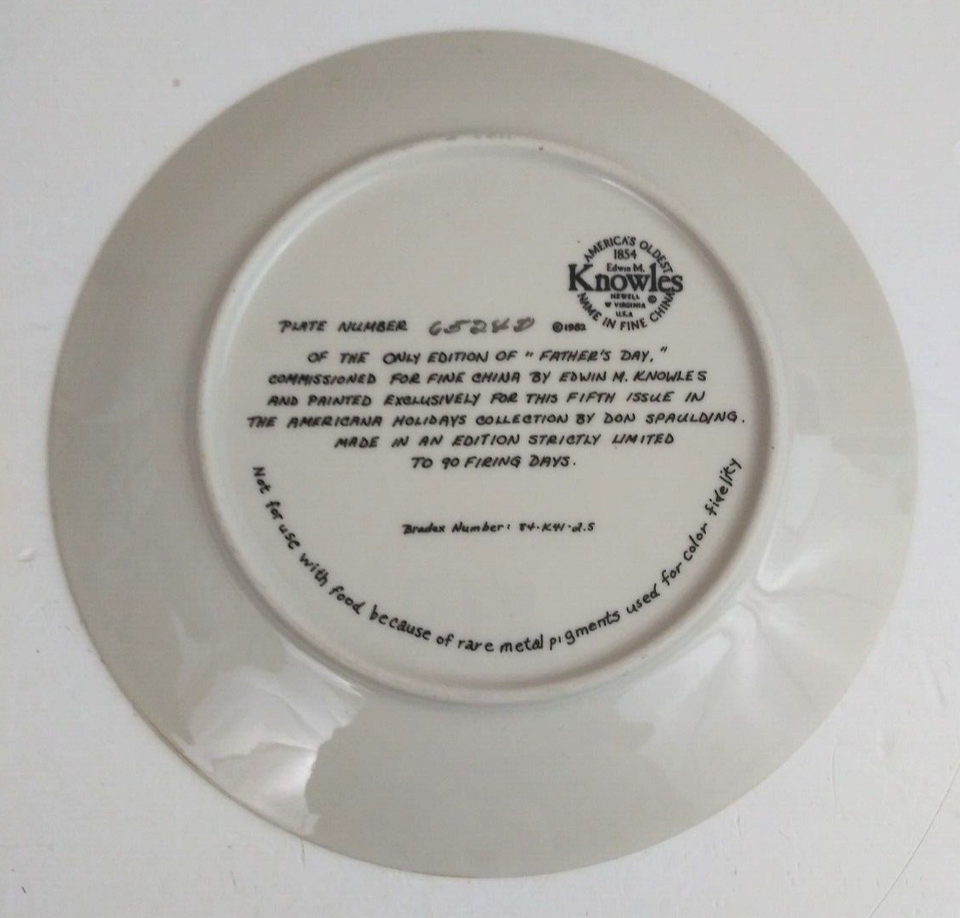 AMERICA'S OLDEST
1854
Edwin M.
Knowles
NEWELL
W VIRGINIA
U.S.A
NAME IN FINE CHINA
PLATE NUMBER ©1982
OF THE ONLY EDITION OF "FATHER'S DAY,"
COMMISSIONED FOR FINE CHINA BY EDWIN M. KNOWLES
AND PAINTED EXCLUSIVELY FOR THIS FIFTH ISSUE IN
THE AMERICANA HOLIDAYS COLLECTION BY DON SPAULDING.
MADE IN AN EDITION STRICTLY LIMITED
TO 90 FIRING DAYS.
Bradex Number: 84-K41-2.5
Not for use with food because of rare metal pigments used for color fidelity